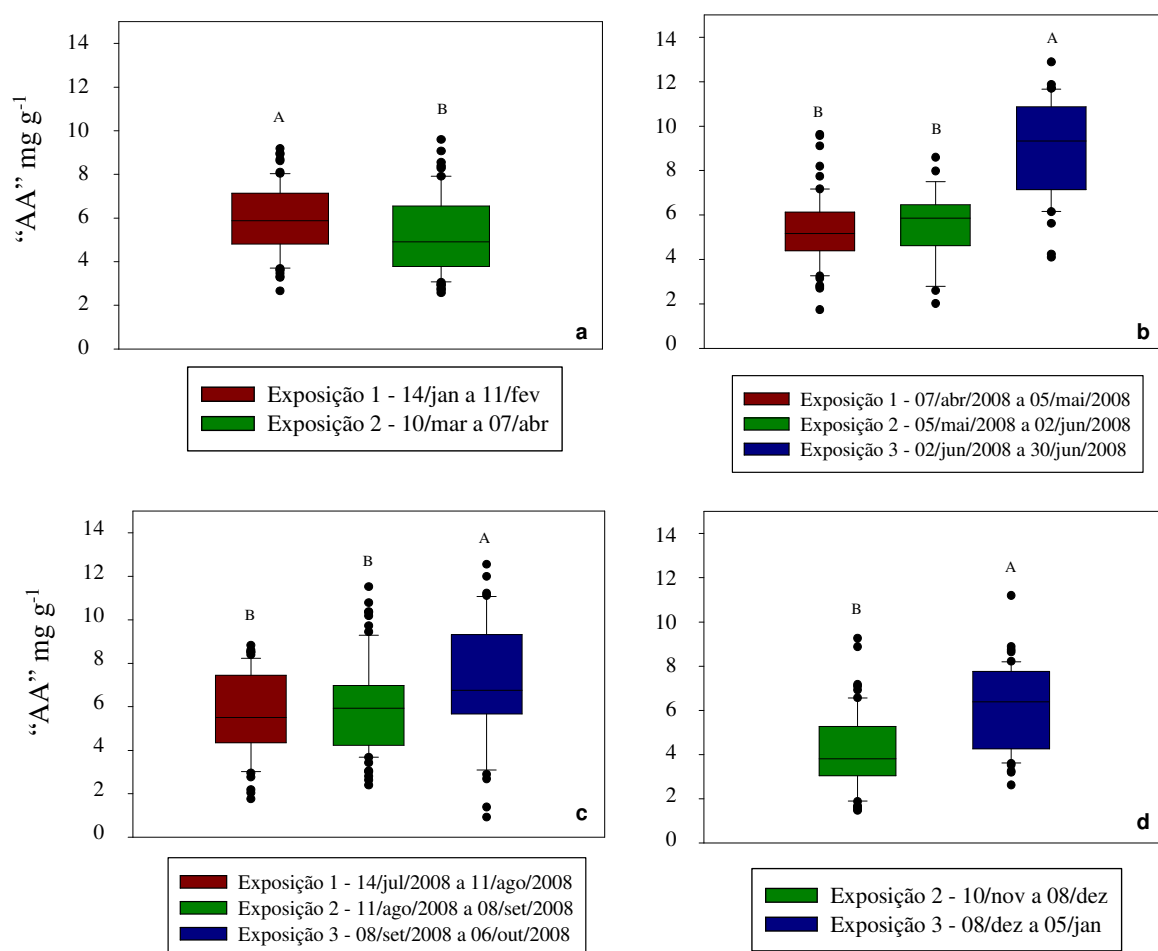 "AA" mg g-1
14
12
10
8
6
4
2
0
A
B
a
Exposição 1 - 14/jan a 11/fev
Exposição 2 - 10/mar a 07/abr
14
12
10
8
6
4
2
0
B
B
A
b
Exposição 1 - 07/abr/2008 a 05/mai/2008
Exposição 2 - 05/mai/2008 a 02/jun/2008
Exposição 3 - 02/jun/2008 a 30/jun/2008
“AA” mg g-1
14
12
10
8
6
4
2
0
B
B
A
c
Exposição 1 - 14/jul/2008 a 11/ago/2008
Exposição 2 - 11/ago/2008 a 08/set/2008
Exposição 3 - 08/set/2008 a 06/out/2008
14
12
10
8
6
4
2
0
B
A
d
Exposição 2 - 10/nov a 08/dez
Exposição 3 - 08/dez a 05/jan